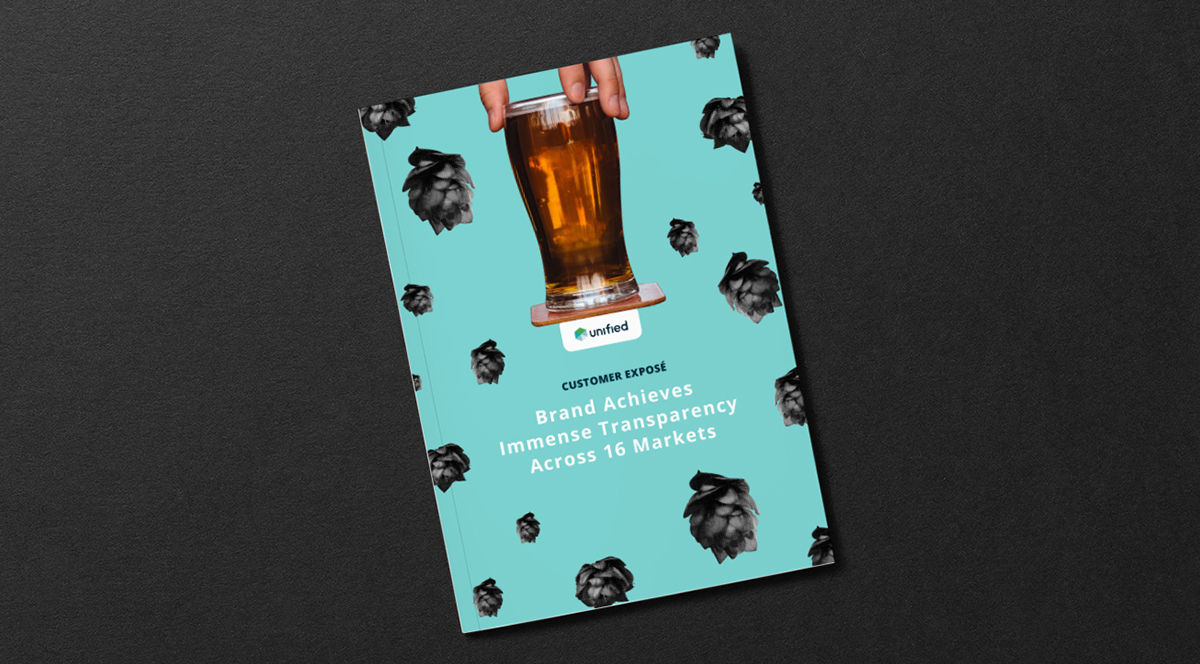 unified
CUSTOMER EXPOSÉ
Brand Achieves
Immense Transparency
Across 16 Markets